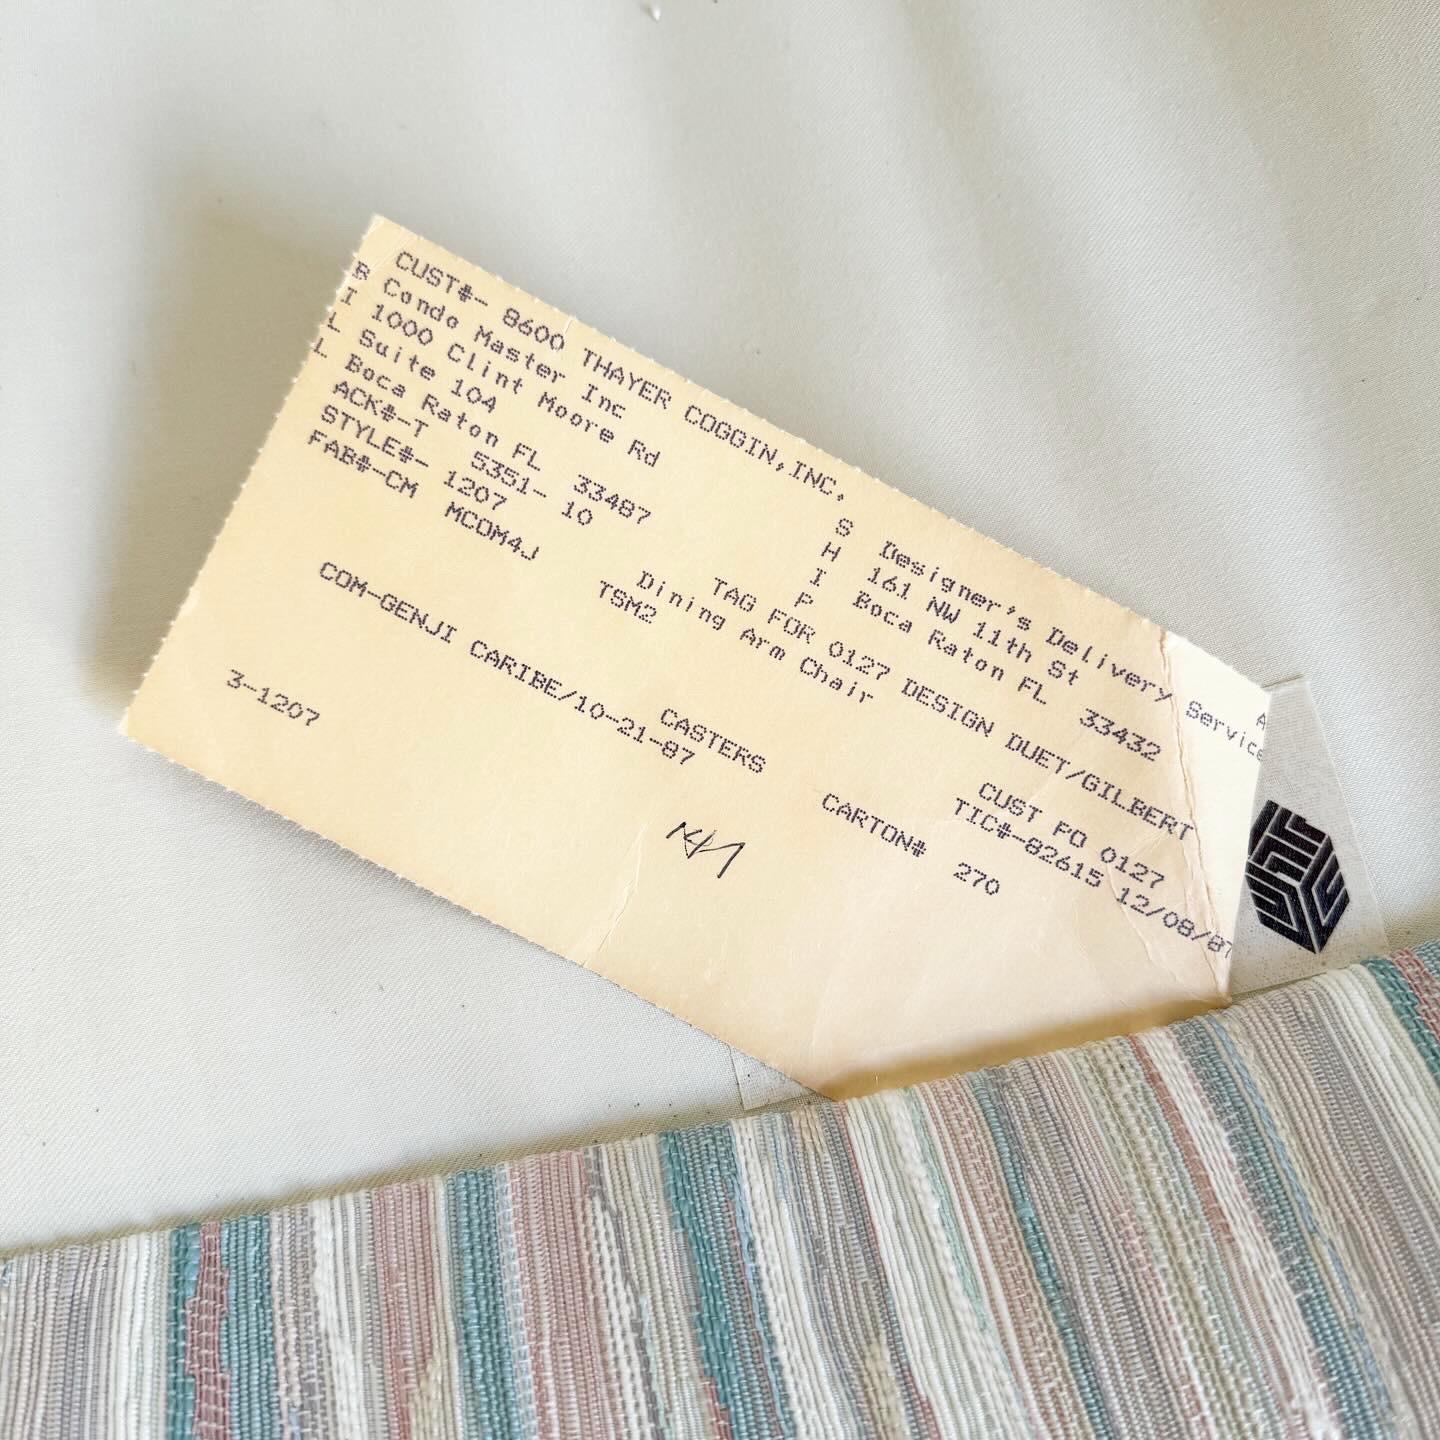 CUST#- 8600 THAYER COGGIN,INC.
B Condo Master Inc S Designer's Delivery Service
I 1000 Clint Moore Rd H 161 NW 11th St
L Suite 104 I Boca Raton FL 33432
L Boca Raton FL 33487 P
ACK#-T 5351- 10 TAG FOR 0127 DESIGN DUET/GILBERT
STYLE#- 1207 Dining Arm Chair CUST PO 0127
FAB#-CM MCOM4J TSM2 TIC#-82615 12/08/87
CASTERS CARTON# 270
COM-GENJI CARIBE/10-21-87
3-1207